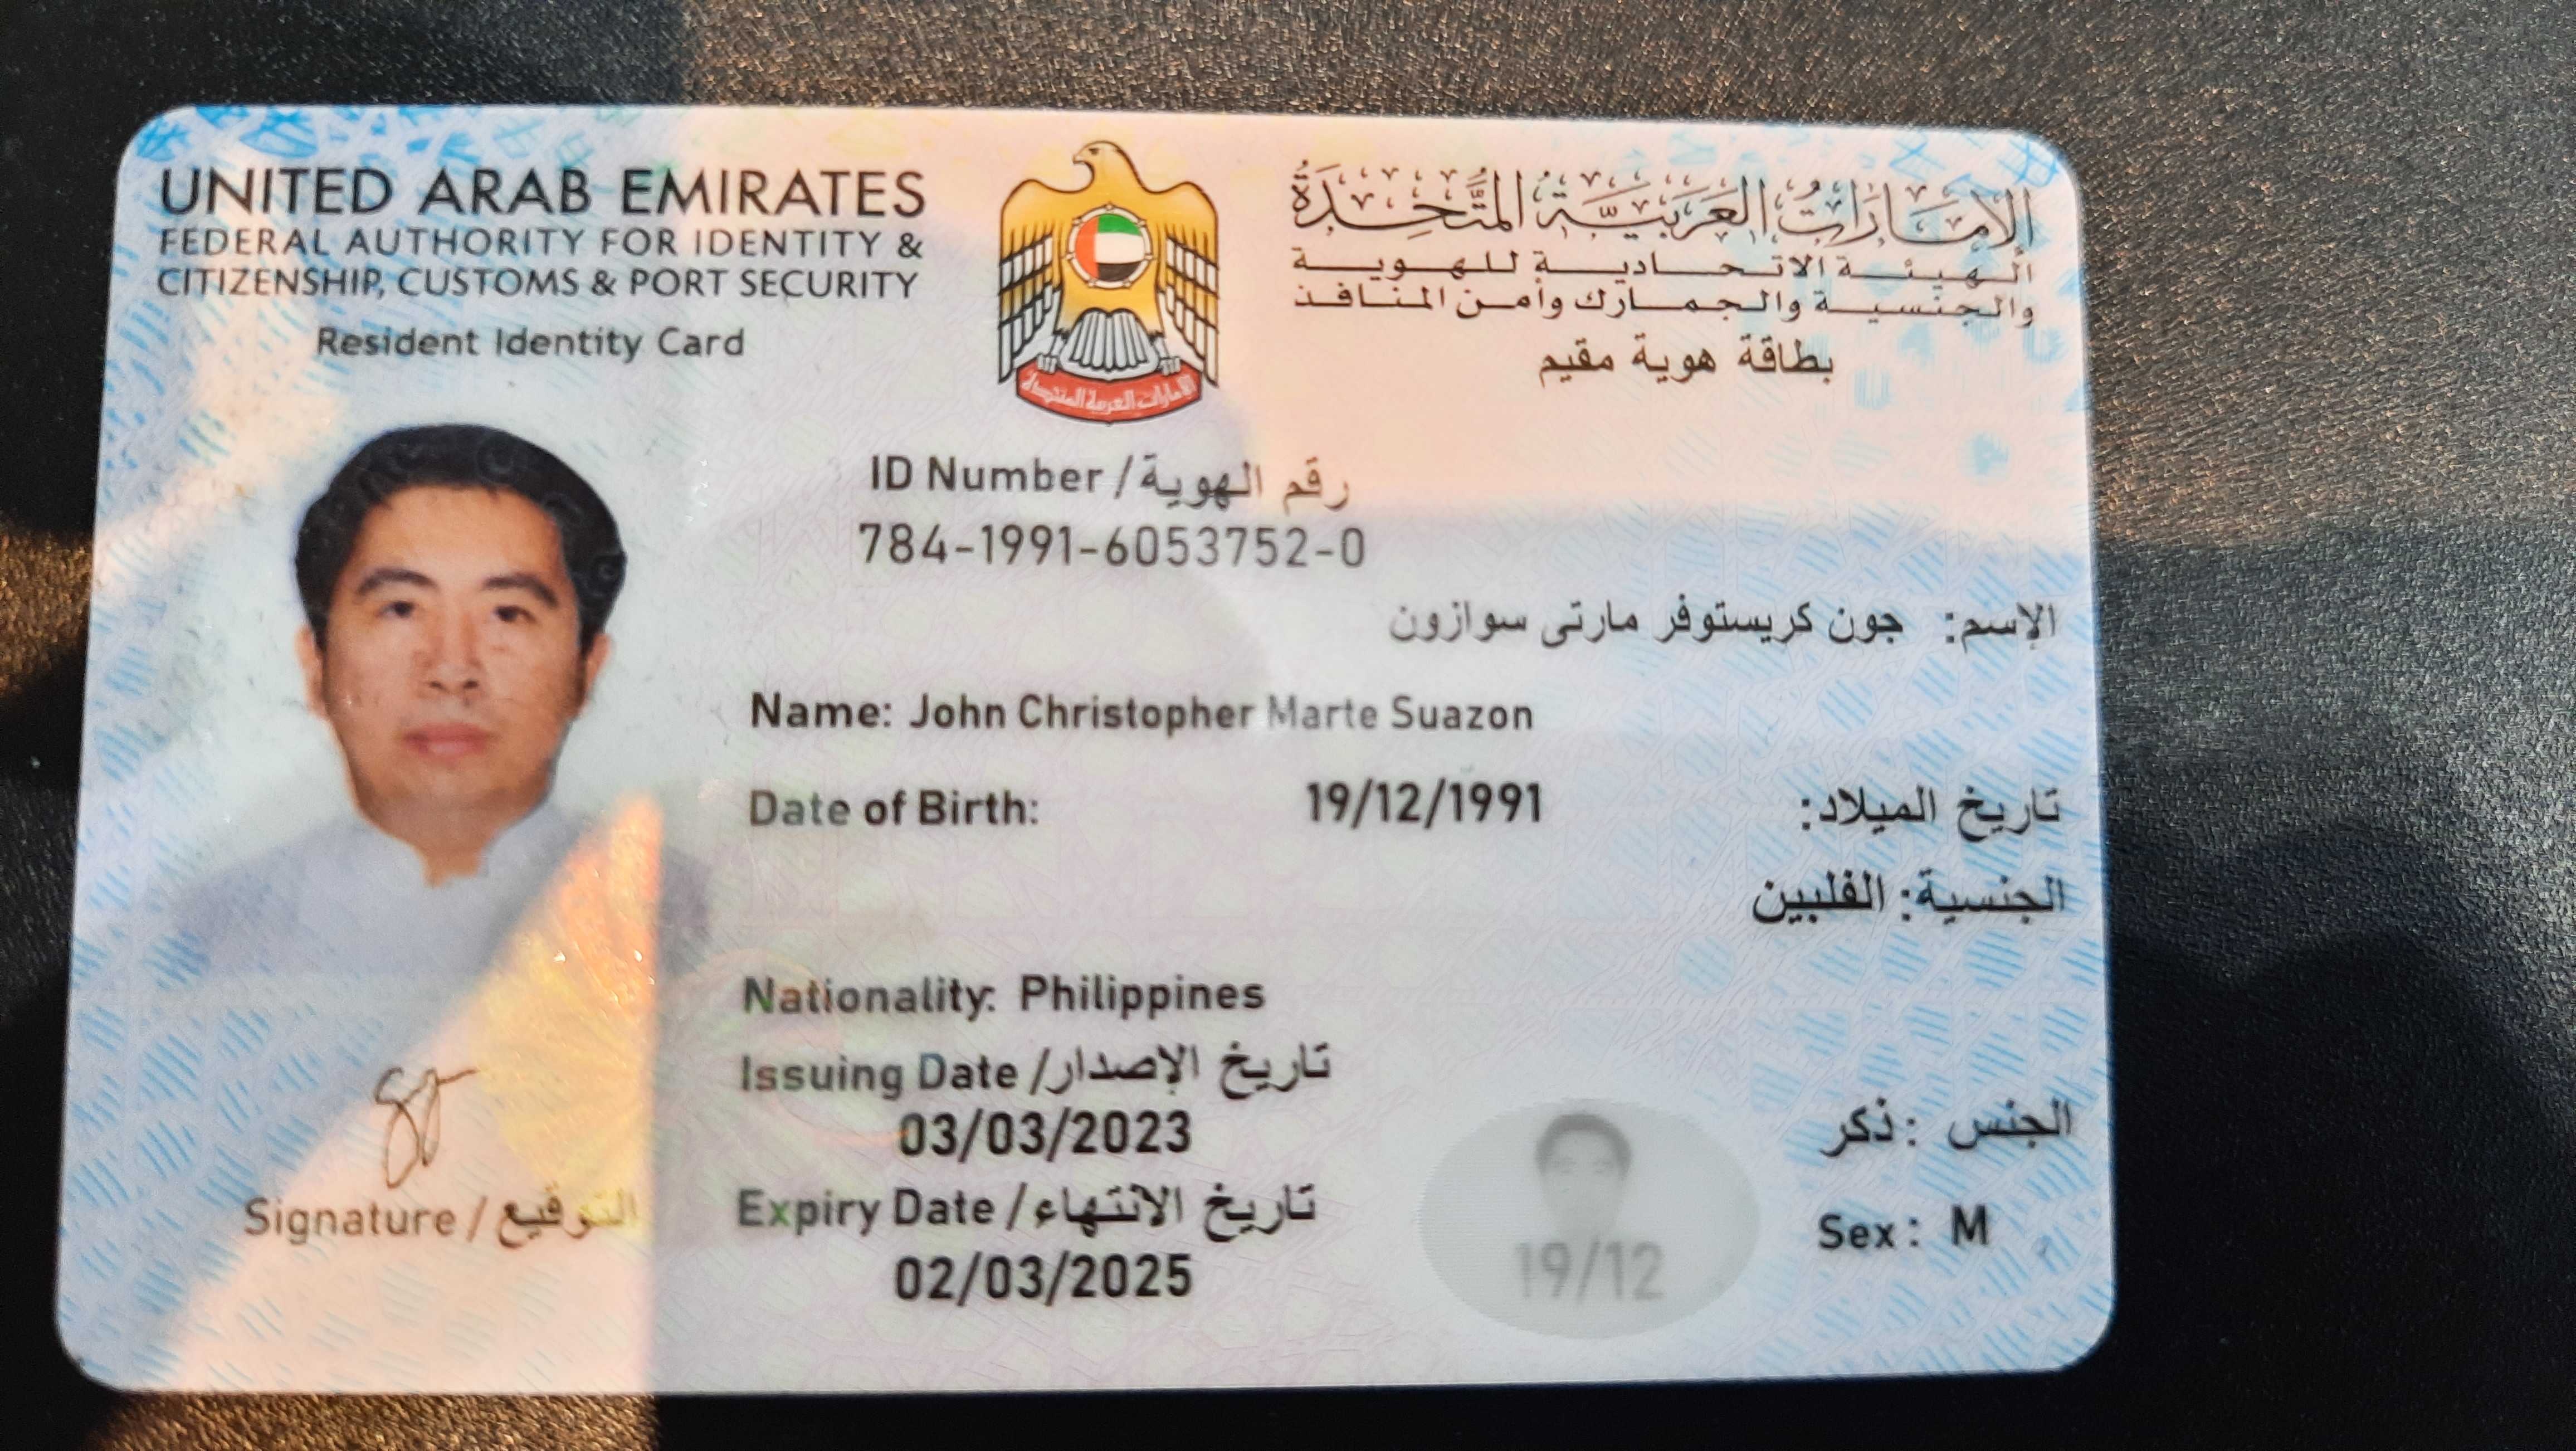 UNITED ARAB EMIRATES
FEDERAL AUTHORITY FOR IDENTITY &
CITIZENSHIP, CUSTOMS & PORT SECURITY
Resident Identity Card
الإمارات العربية المتحدة
الهيئة الاتحادية للهوية
والجنسية والجمارك وأمن المنافذ
بطاقة هوية مقيم
ID Number / رقم الهوية
784-1991-6053752-0
الإسم: جون كريستوفر مارتى سوازون
Name: John Christopher Marte Suazon
Date of Birth: 19/12/1991 تاريخ الميلاد:
الجنسية: الفلبين
Nationality: Philippines
Issuing Date / تاريخ الإصدار
03/03/2023
Expiry Date / تاريخ الانتهاء
02/03/2025
الجنس: ذكر
Sex: M
19/12
Signature / التوقيع